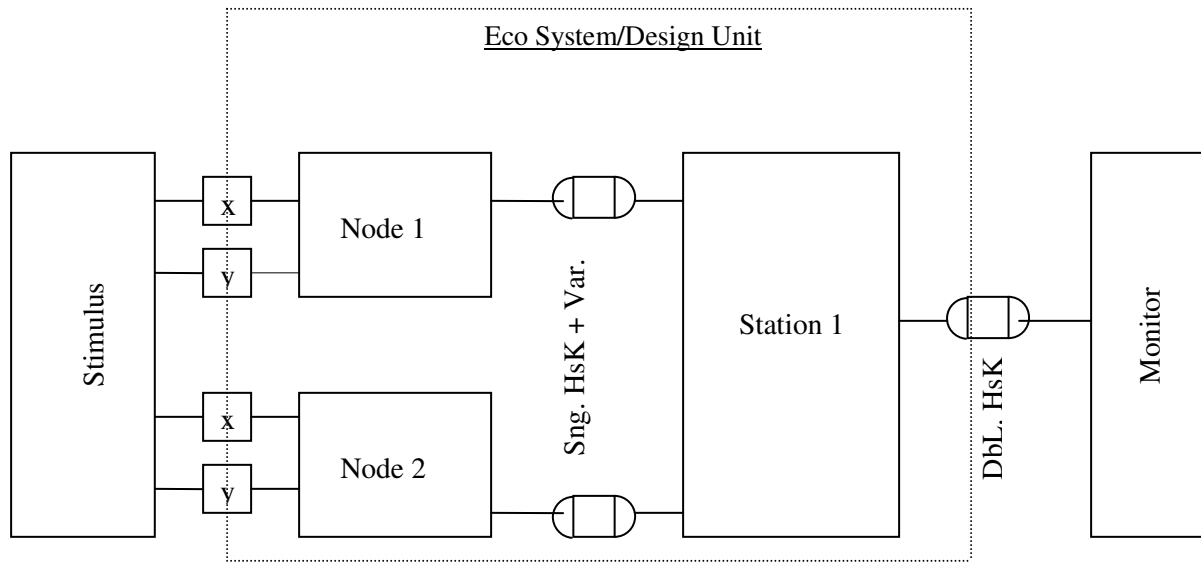 Eco System/Design Unit
Stimulus
x
y
Node 1
x
y
Node 2
Sng. HsK + Var.
Station 1
DbL. HsK
Monitor